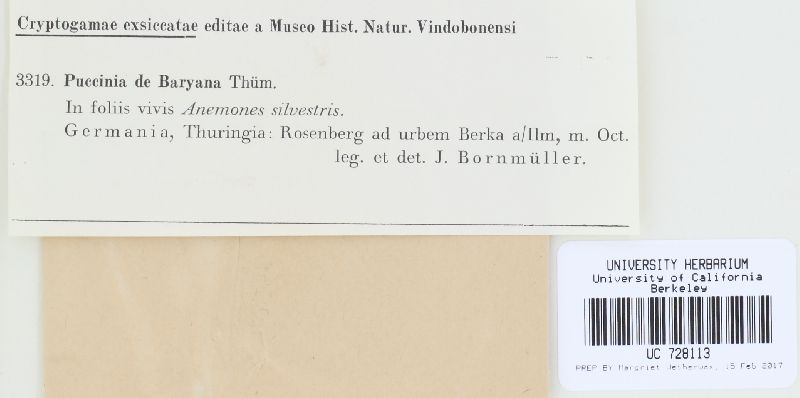 Cryptogamae exsiccatae editae a Museo Hist. Natur. Vindobonensi
3319. Puccinia de Baryana Thüm.
In foliis vivis Anemones silvestris.
Germania, Thuringia: Rosenberg ad urbem Berka a/Ilm, m. Oct.
leg. et det. J. Bornmüller.
UNIVERSITY HERBARIUM
University of California
Berkeley
UC 728113
PREP BY Margriet Wetherwax, 15 Feb 2017